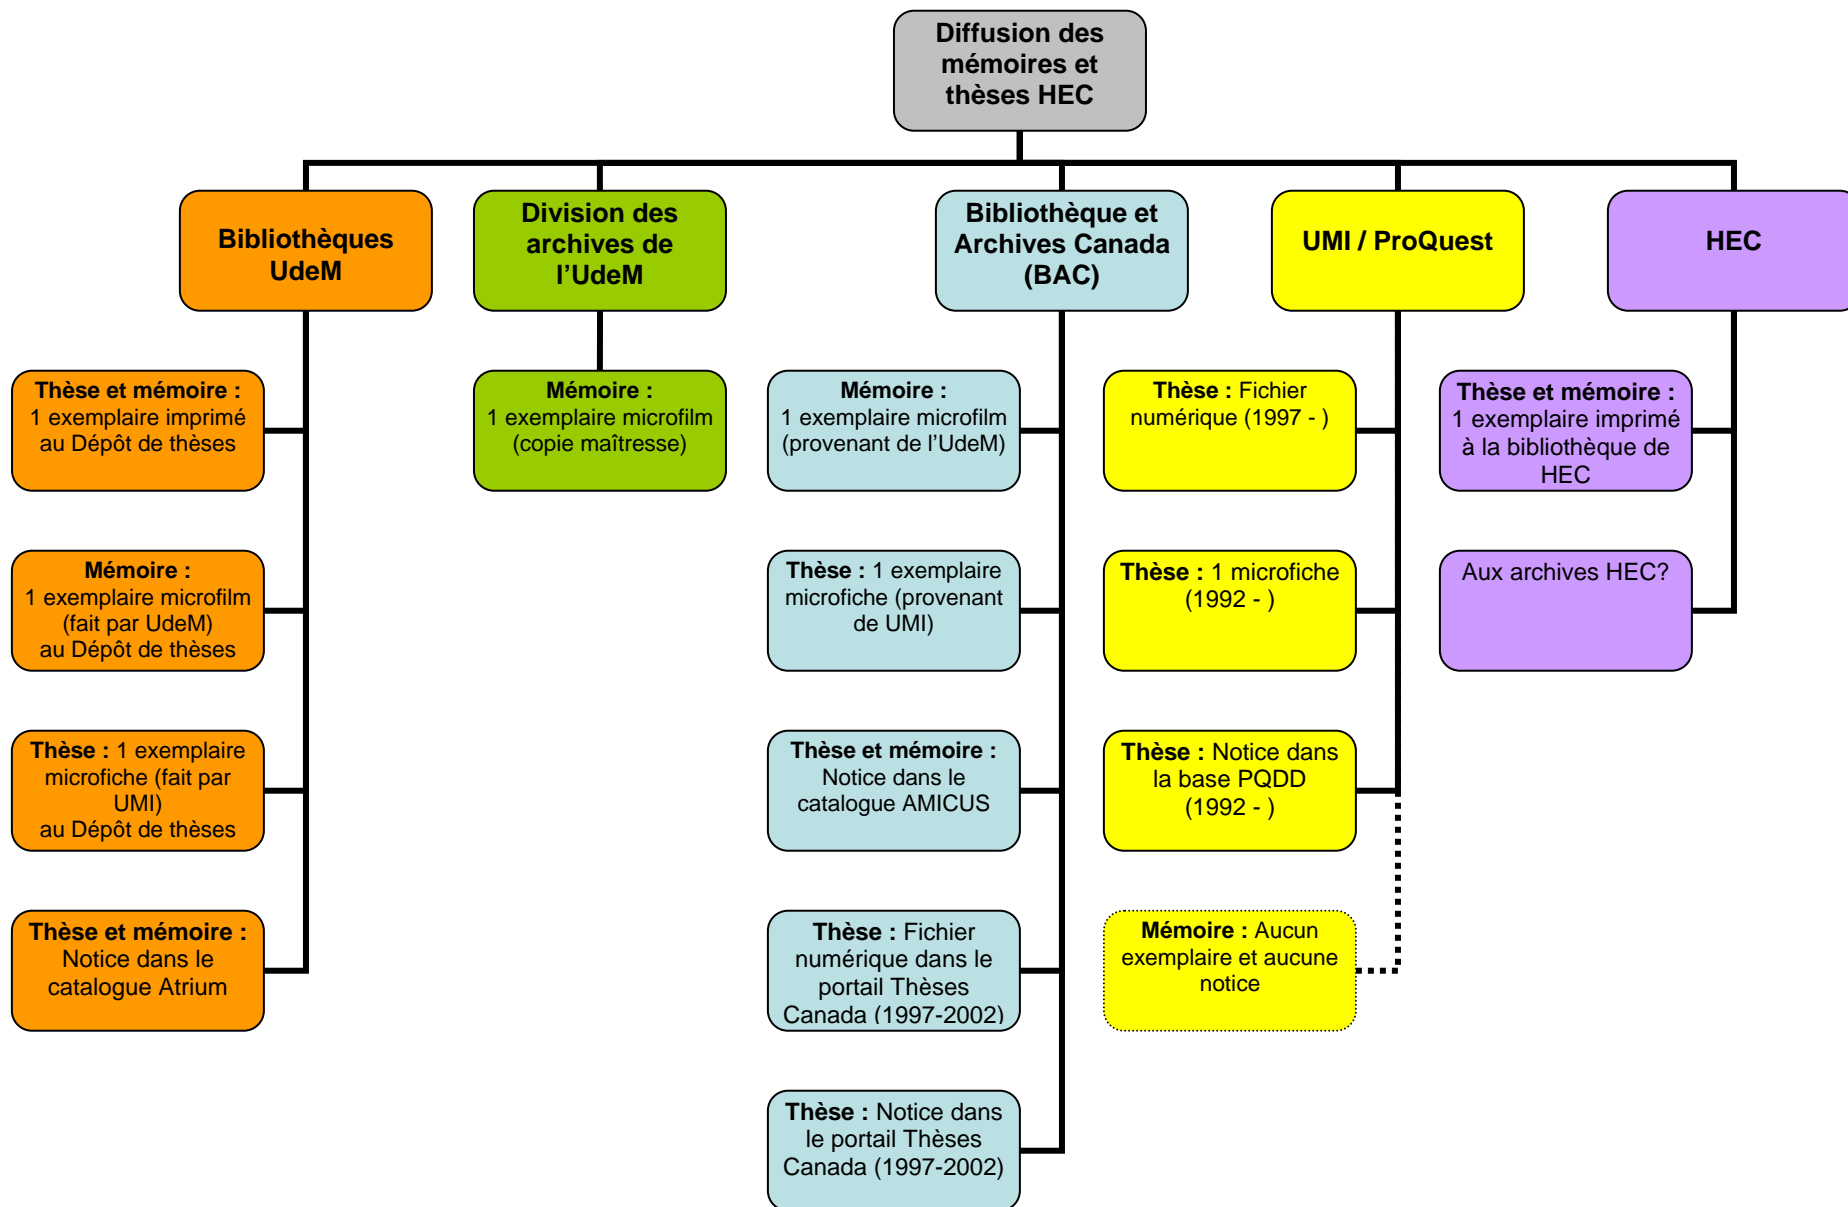 Diffusion des
mémoires et
thèses HEC
Bibliothèques
UdeM
Division des
archives de
l’UdeM
Bibliothèque et
Archives Canada
(BAC)
UMI / ProQuest
HEC
Thèse et mémoire :
1 exemplaire imprimé
au Dépôt de thèses
Mémoire :
1 exemplaire microfilm
(fait par UdeM)
au Dépôt de thèses
Thèse : 1 exemplaire
microfiche (fait par
UMI)
au Dépôt de thèses
Thèse et mémoire :
Notice dans le
catalogue Atrium
Mémoire :
1 exemplaire microfilm
(copie maîtresse)
Mémoire :
1 exemplaire microfilm
(provenant de l’UdeM)
Thèse : 1 exemplaire
microfiche (provenant
de UMI)
Thèse et mémoire :
Notice dans le
catalogue AMICUS
Thèse : Fichier
numérique dans le
portail Thèses
Canada (1997-2002)
Thèse : Notice dans
le portail Thèses
Canada (1997-2002)
Thèse : Fichier
numérique (1997 - )
Thèse : 1 microfiche
(1992 - )
Thèse : Notice dans
la base PQDD
(1992 - )
Mémoire : Aucun
exemplaire et aucune
notice
Thèse et mémoire :
1 exemplaire imprimé
à la bibliothèque de
HEC
Aux archives HEC?